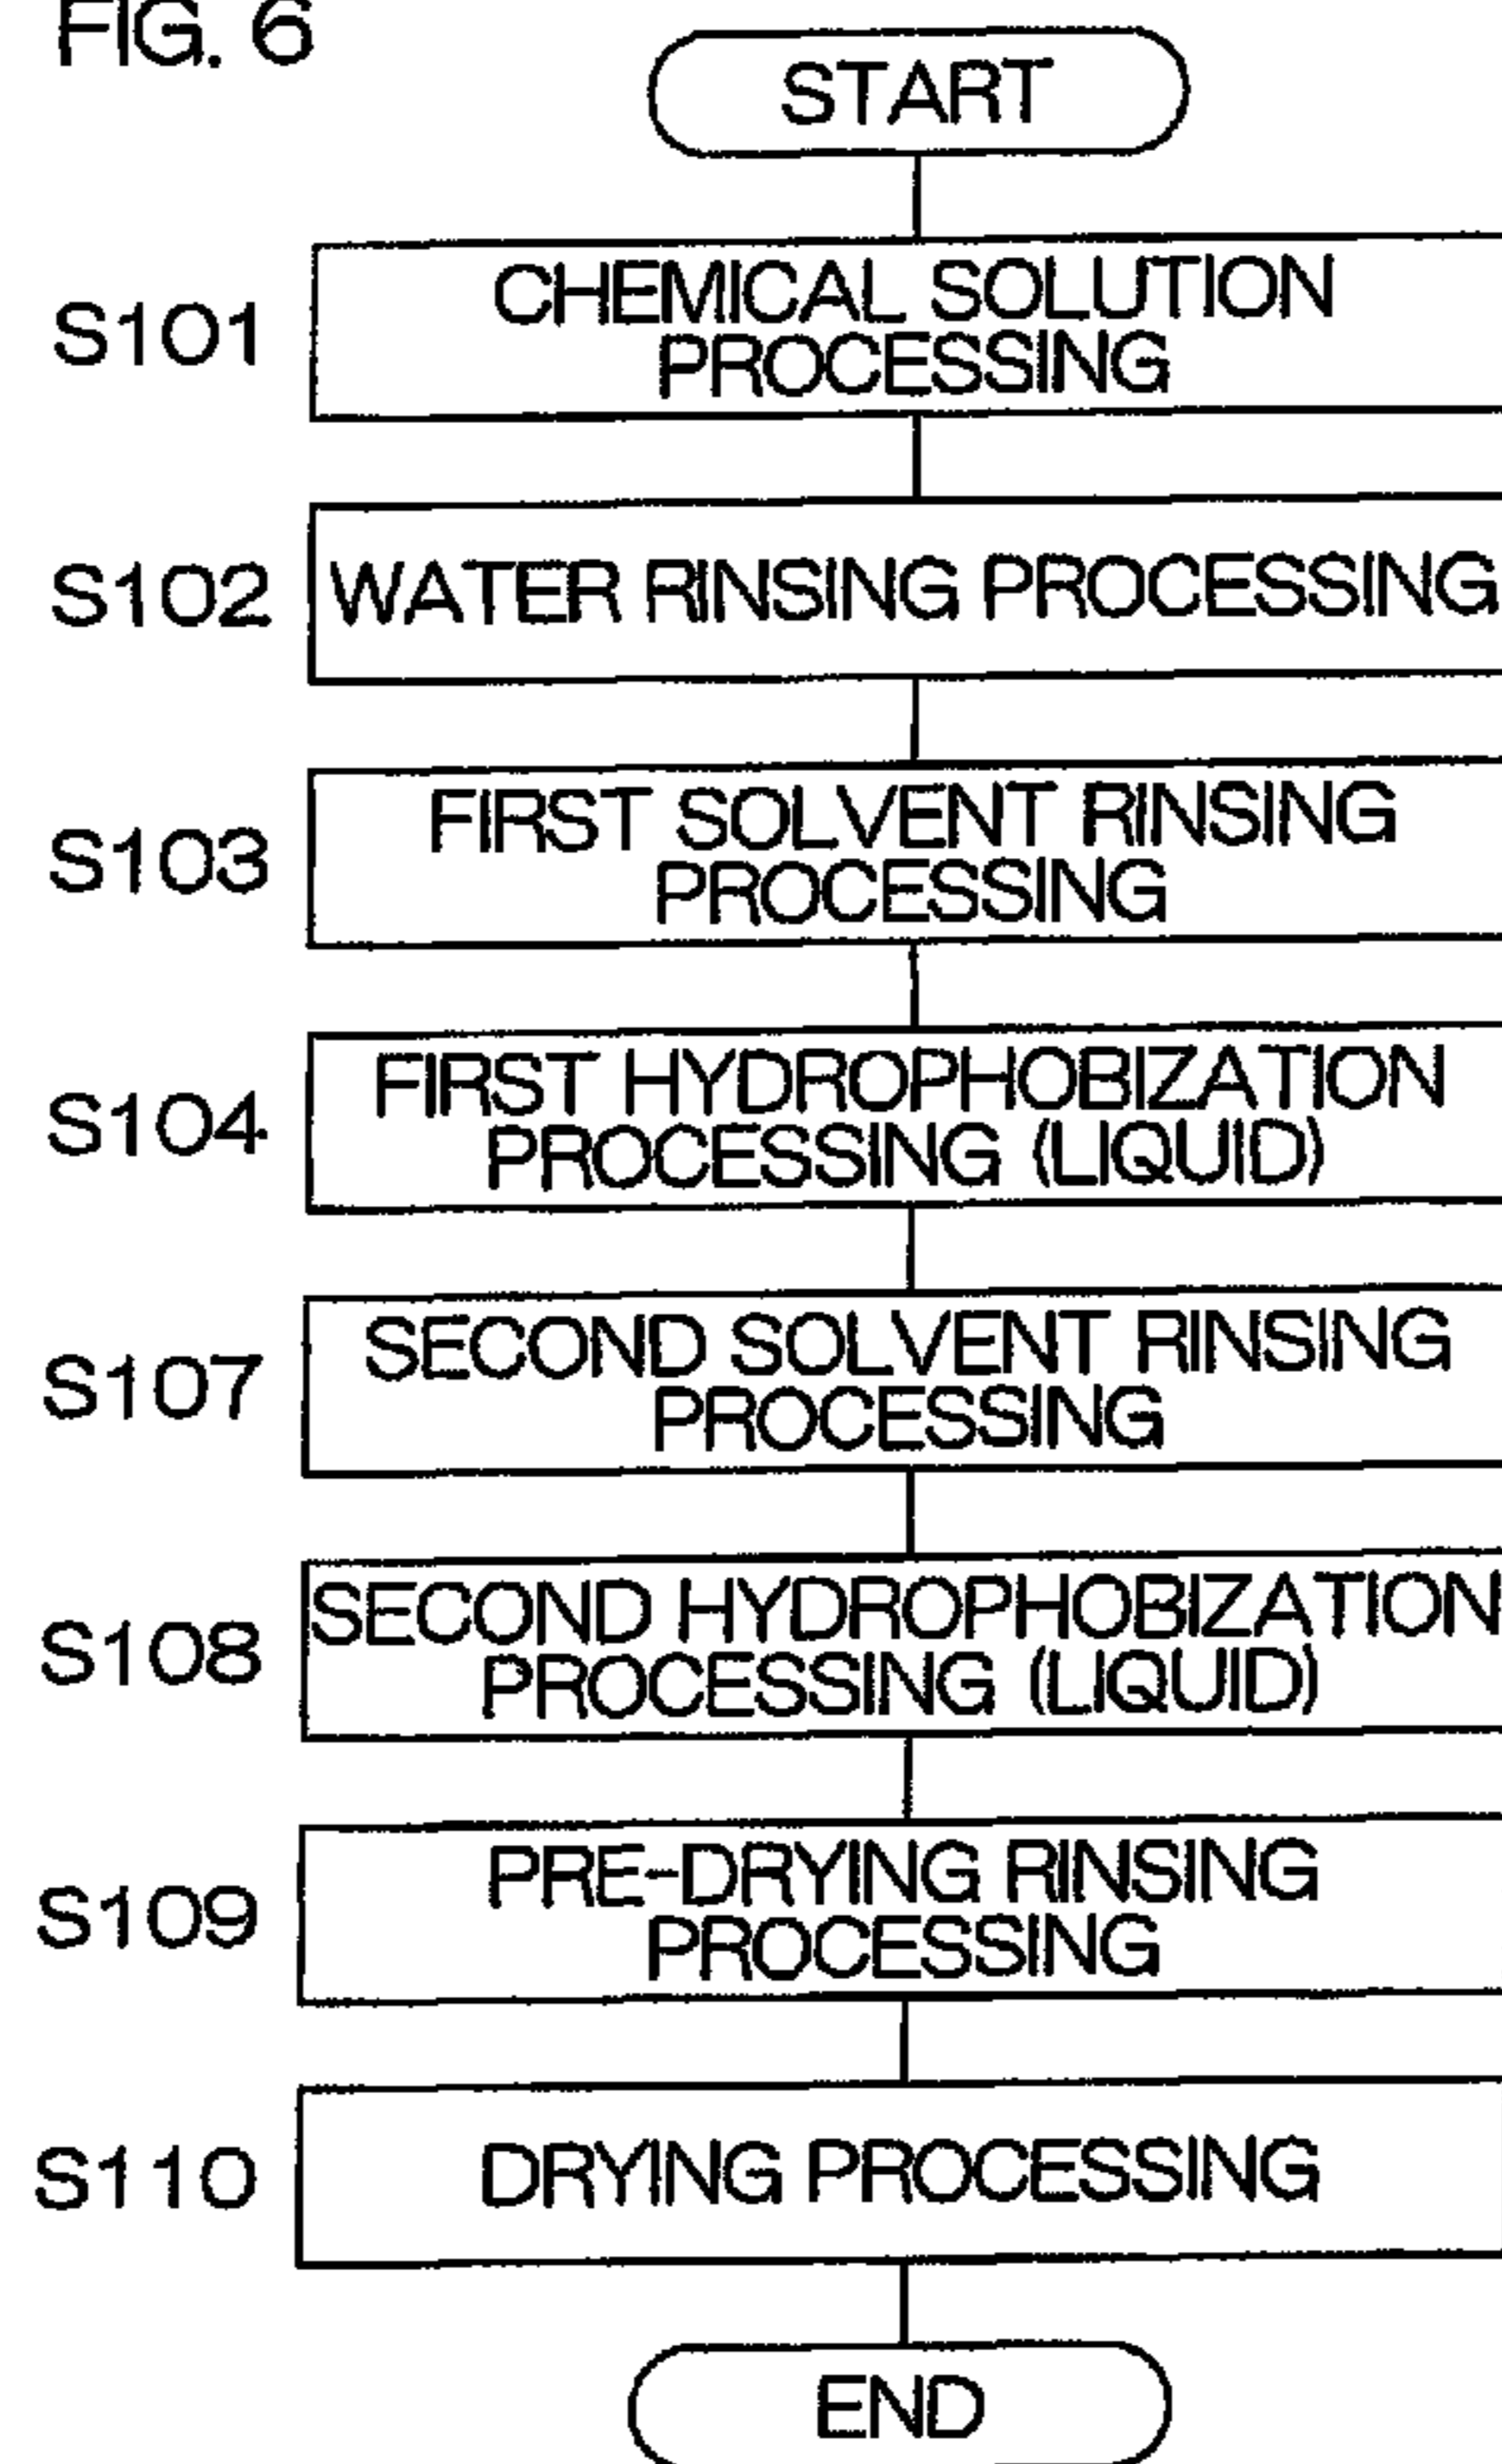 FIG. 6
START
S101
CHEMICAL SOLUTION
PROCESSING
S102
WATER RINSING PROCESSING
S103
FIRST SOLVENT RINSING
PROCESSING
S104
FIRST HYDROPHOBIZATION
PROCESSING (LIQUID)
S107
SECOND SOLVENT RINSING
PROCESSING
S108
SECOND HYDROPHOBIZATION
PROCESSING (LIQUID)
S109
PRE-DRYING RINSING
PROCESSING
S110
DRYING PROCESSING
END